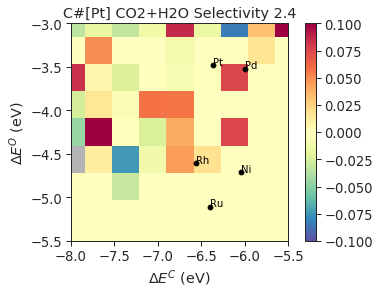 C#[Pt] CO2+H2O Selectivity 2.4
−3.0
−3.5
−4.0
−4.5
−5.0
−5.5
ΔE^O (eV)
Pt
Pd
Rh
Ni
Ru
−8.0 −7.5 −7.0 −6.5 −6.0 −5.5
ΔE^C (eV)
0.100
0.075
0.050
0.025
0.000
−0.025
−0.050
−0.075
−0.100